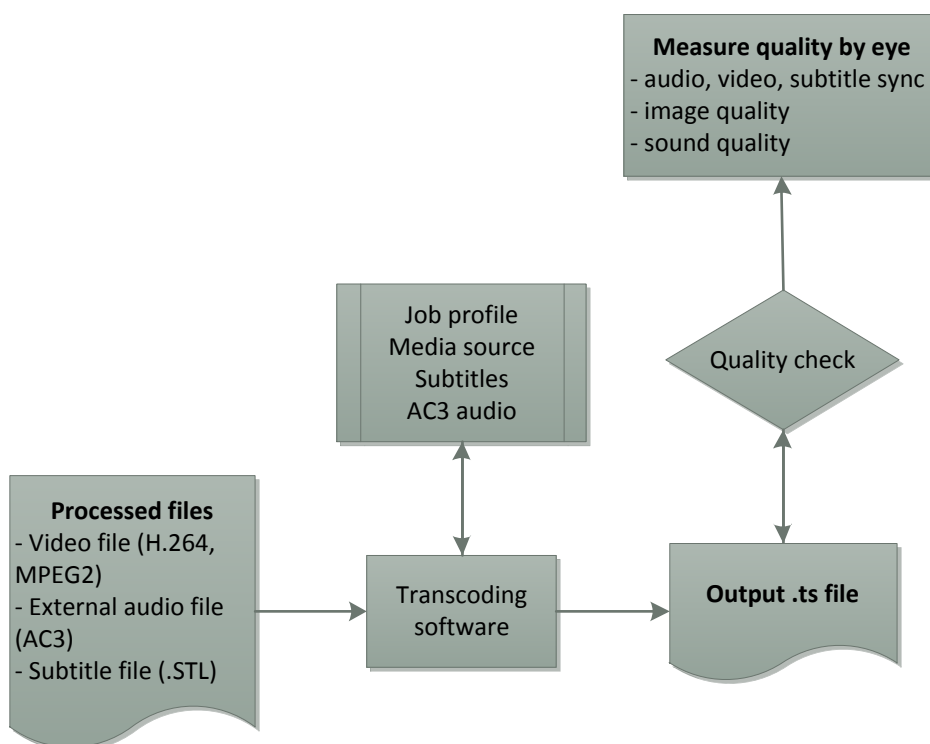 Measure quality by eye
- audio, video, subtitle sync
- image quality
- sound quality
Job profile
Media source
Subtitles
AC3 audio
Quality check
Processed files
- Video file (H.264,
MPEG2)
- External audio file
(AC3)
- Subtitle file (.STL)
Transcoding
software
Output .ts file